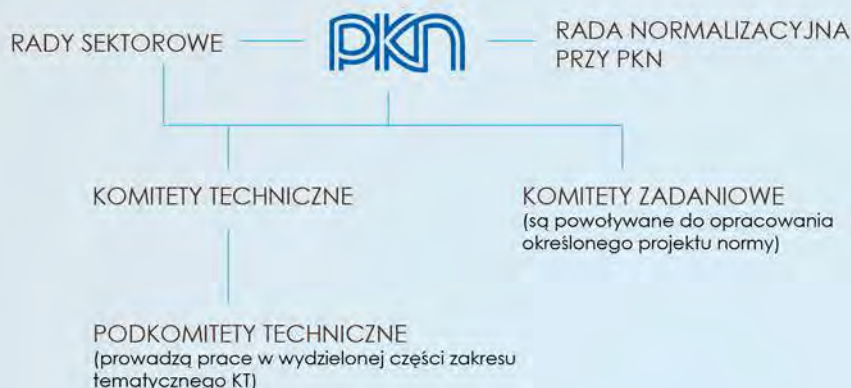 RADY SEKTOROWE
pkn
RADA NORMALIZACYJNA
PRZY PKN
KOMITETY TECHNICZNE
KOMITETY ZADANIOWE
(są powoływane do opracowania
określonego projektu normy)
PODKOMITETY TECHNICZNE
(prowadzą prace w wydzielonej części zakresu
tematycznego KT)